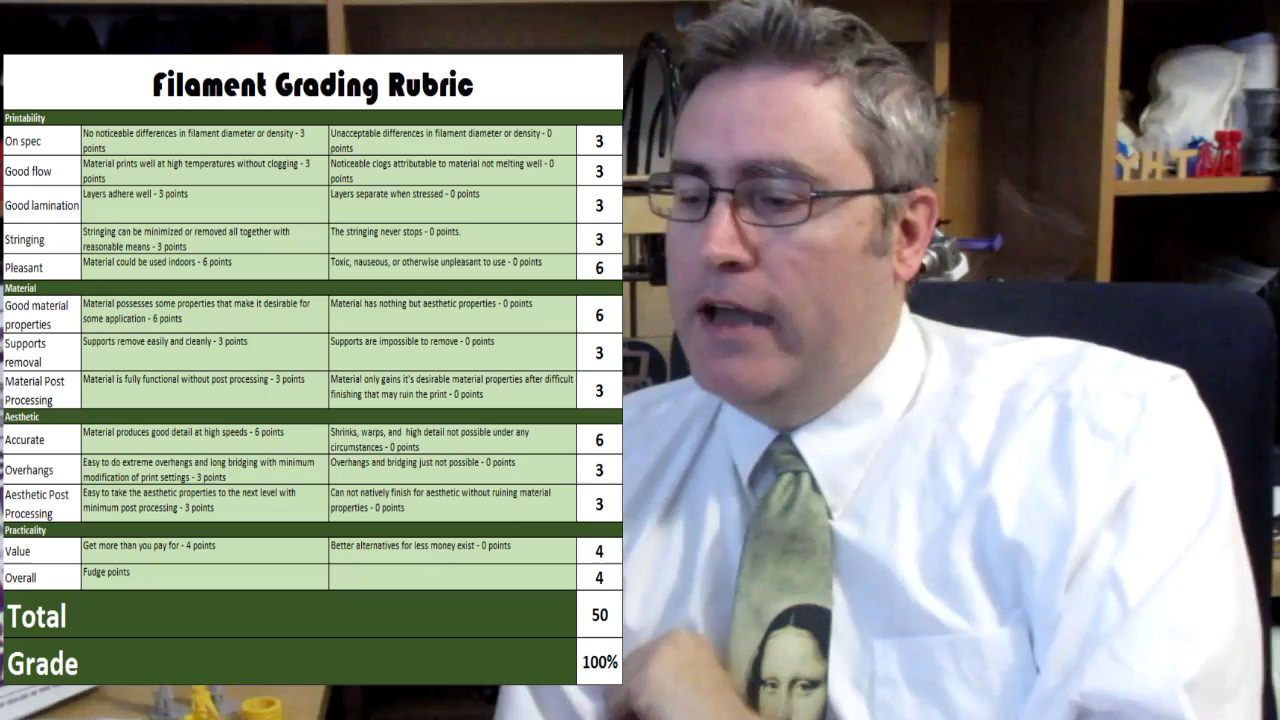 Filament Grading Rubric
Printability
On spec
No noticeable differences in filament diameter or density - 3
points
Unacceptable differences in filament diameter or density - 0
points
3
Good flow
Material prints well at high temperatures without clogging - 3
points
Noticeable clogs attributable to material not melting well - 0
points
3
Good lamination
Layers adhere well - 3 points
Layers separate when stressed - 0 points
3
Stringing
Stringing can be minimized or removed all together with
reasonable means - 3 points
The stringing never stops - 0 points.
3
Pleasant
Material could be used indoors - 6 points
Toxic, nauseous, or otherwise unpleasant to use - 0 points
6
Material
Good material
properties
Material possesses some properties that make it desirable for
some application - 6 points
Material has nothing but aesthetic properties - 0 points
6
Supports
removal
Supports remove easily and cleanly - 3 points
Supports are impossible to remove - 0 points
3
Material Post
Processing
Material is fully functional without post processing - 3 points
Material only gains it's desirable material properties after difficult
finishing that may ruin the print - 0 points
3
Aesthetic
Accurate
Material produces good detail at high speeds - 6 points
Shrinks, warps, and high detail not possible under any
circumstances - 0 points
6
Overhangs
Easy to do extreme overhangs and long bridging with minimum
modification of print settings - 3 points
Overhangs and bridging just not possible - 0 points
3
Aesthetic Post
Processing
Easy to take the aesthetic properties to the next level with
minimum post processing - 3 points
Can not natively finish for aesthetic without ruining material
properties - 0 points
3
Practicality
Value
Get more than you pay for - 4 points
Better alternatives for less money exist - 0 points
4
Overall
Fudge points
4
Total
50
Grade
100%
YHT